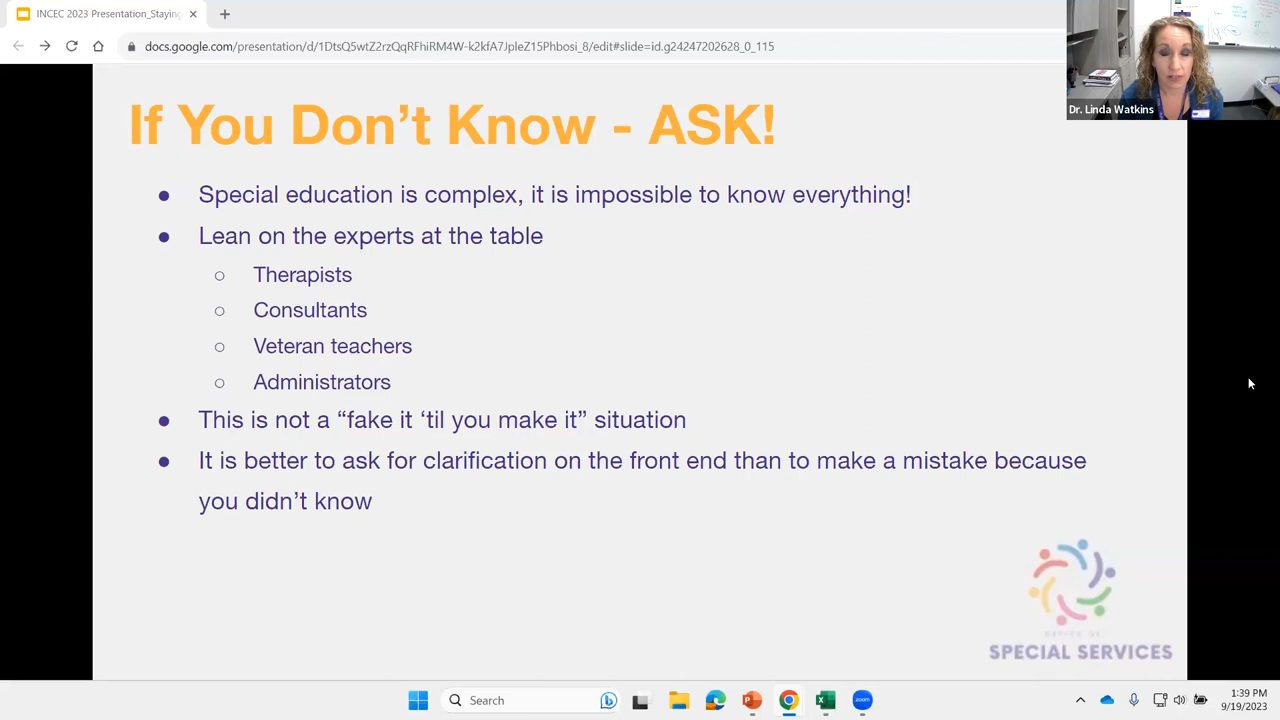 INCEC 2023 Presentation_Staying
docs.google.com/presentation/d/1DtsQ5wtZ2rzQqRFhiRM4W-k2kfA7JpleZ15Phbosi_8/edit#slide=id.g24247202628_0_115
Dr. Linda Watkins
If You Don't Know - ASK!
● Special education is complex, it is impossible to know everything!
● Lean on the experts at the table
○ Therapists
○ Consultants
○ Veteran teachers
○ Administrators
● This is not a “fake it ‘til you make it” situation
● It is better to ask for clarification on the front end than to make a mistake because
you didn’t know
SPECIAL SERVICES
Search
zoom
1:39 PM
9/19/2023